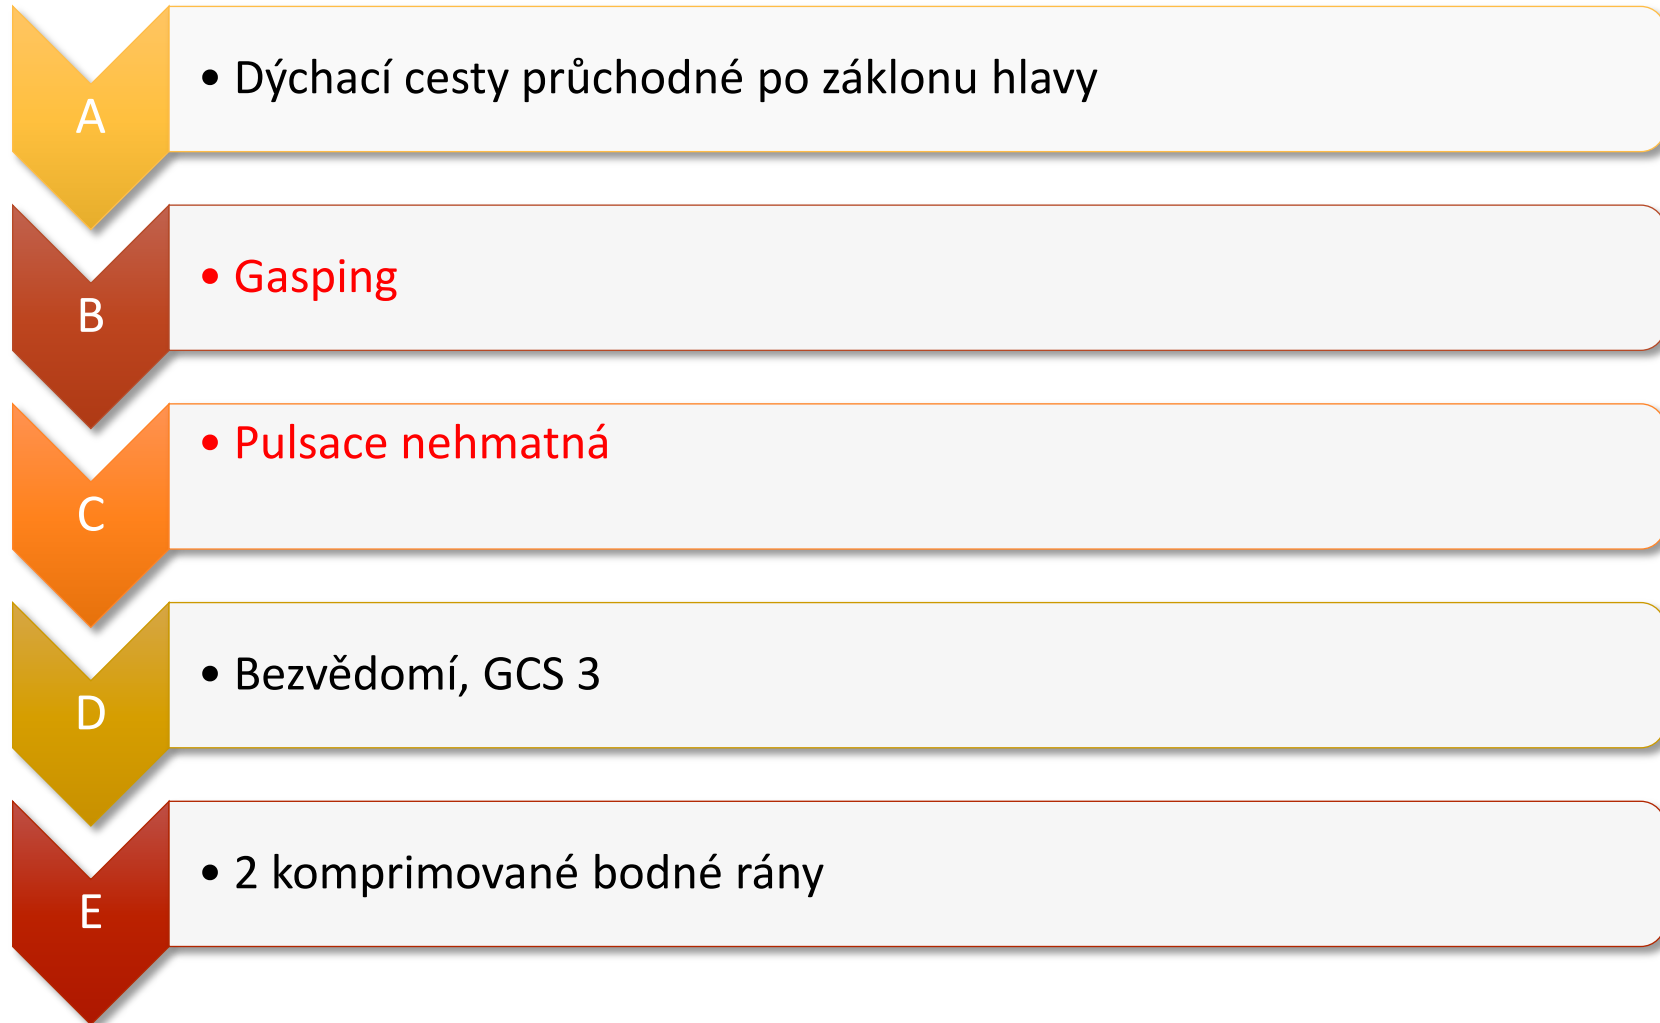 A
• Dýchací cesty průchodné po záklonu hlavy
B
• Gasping
C
• Pulsace nehmatná
D
• Bezvědomí, GCS 3
E
• 2 komprimované bodné rány